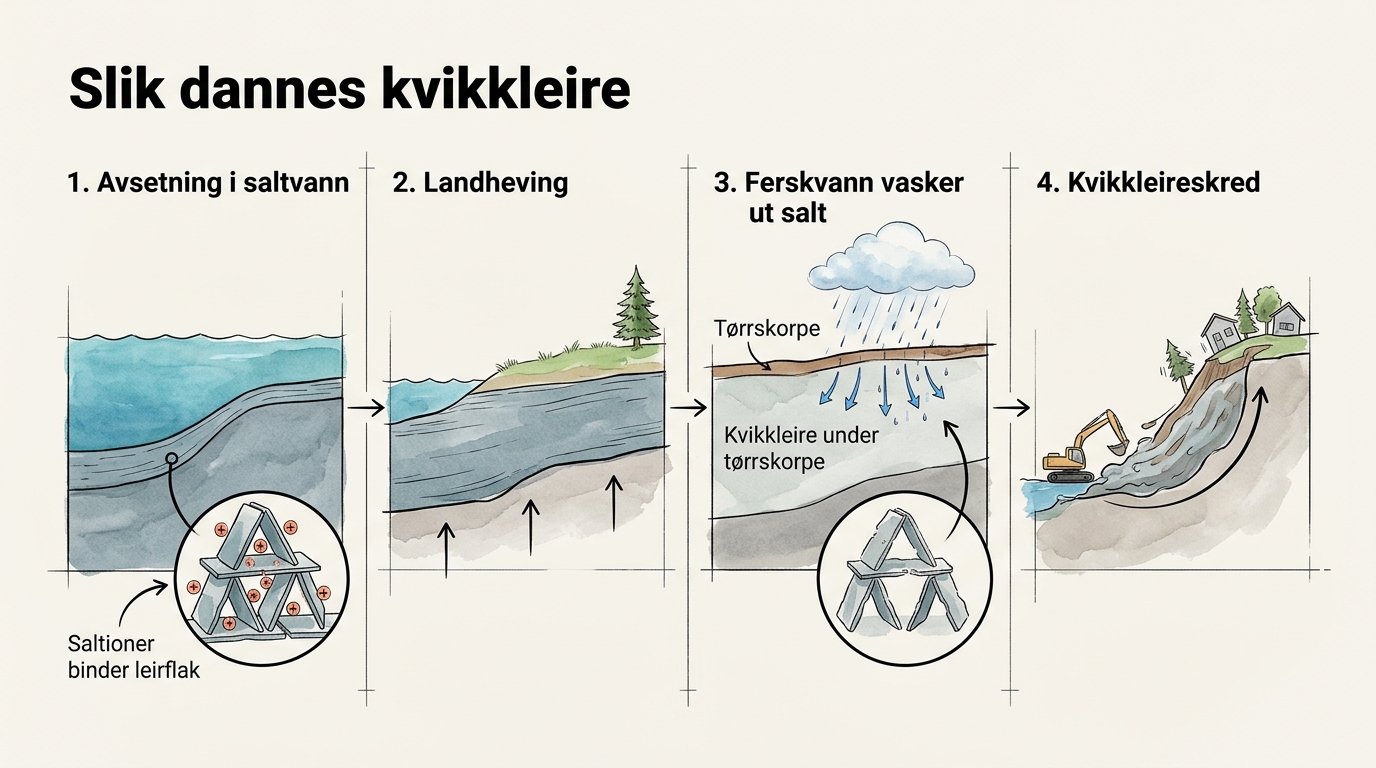 Slik dannes kvikkleire
1. Avsetning i saltvann
2. Landheving
3. Ferskvann vasker
ut salt
4. Kvikkleireskred
Tørrskorpe
Kvikkleire under
tørrskorpe
Saltioner
binder leirflak